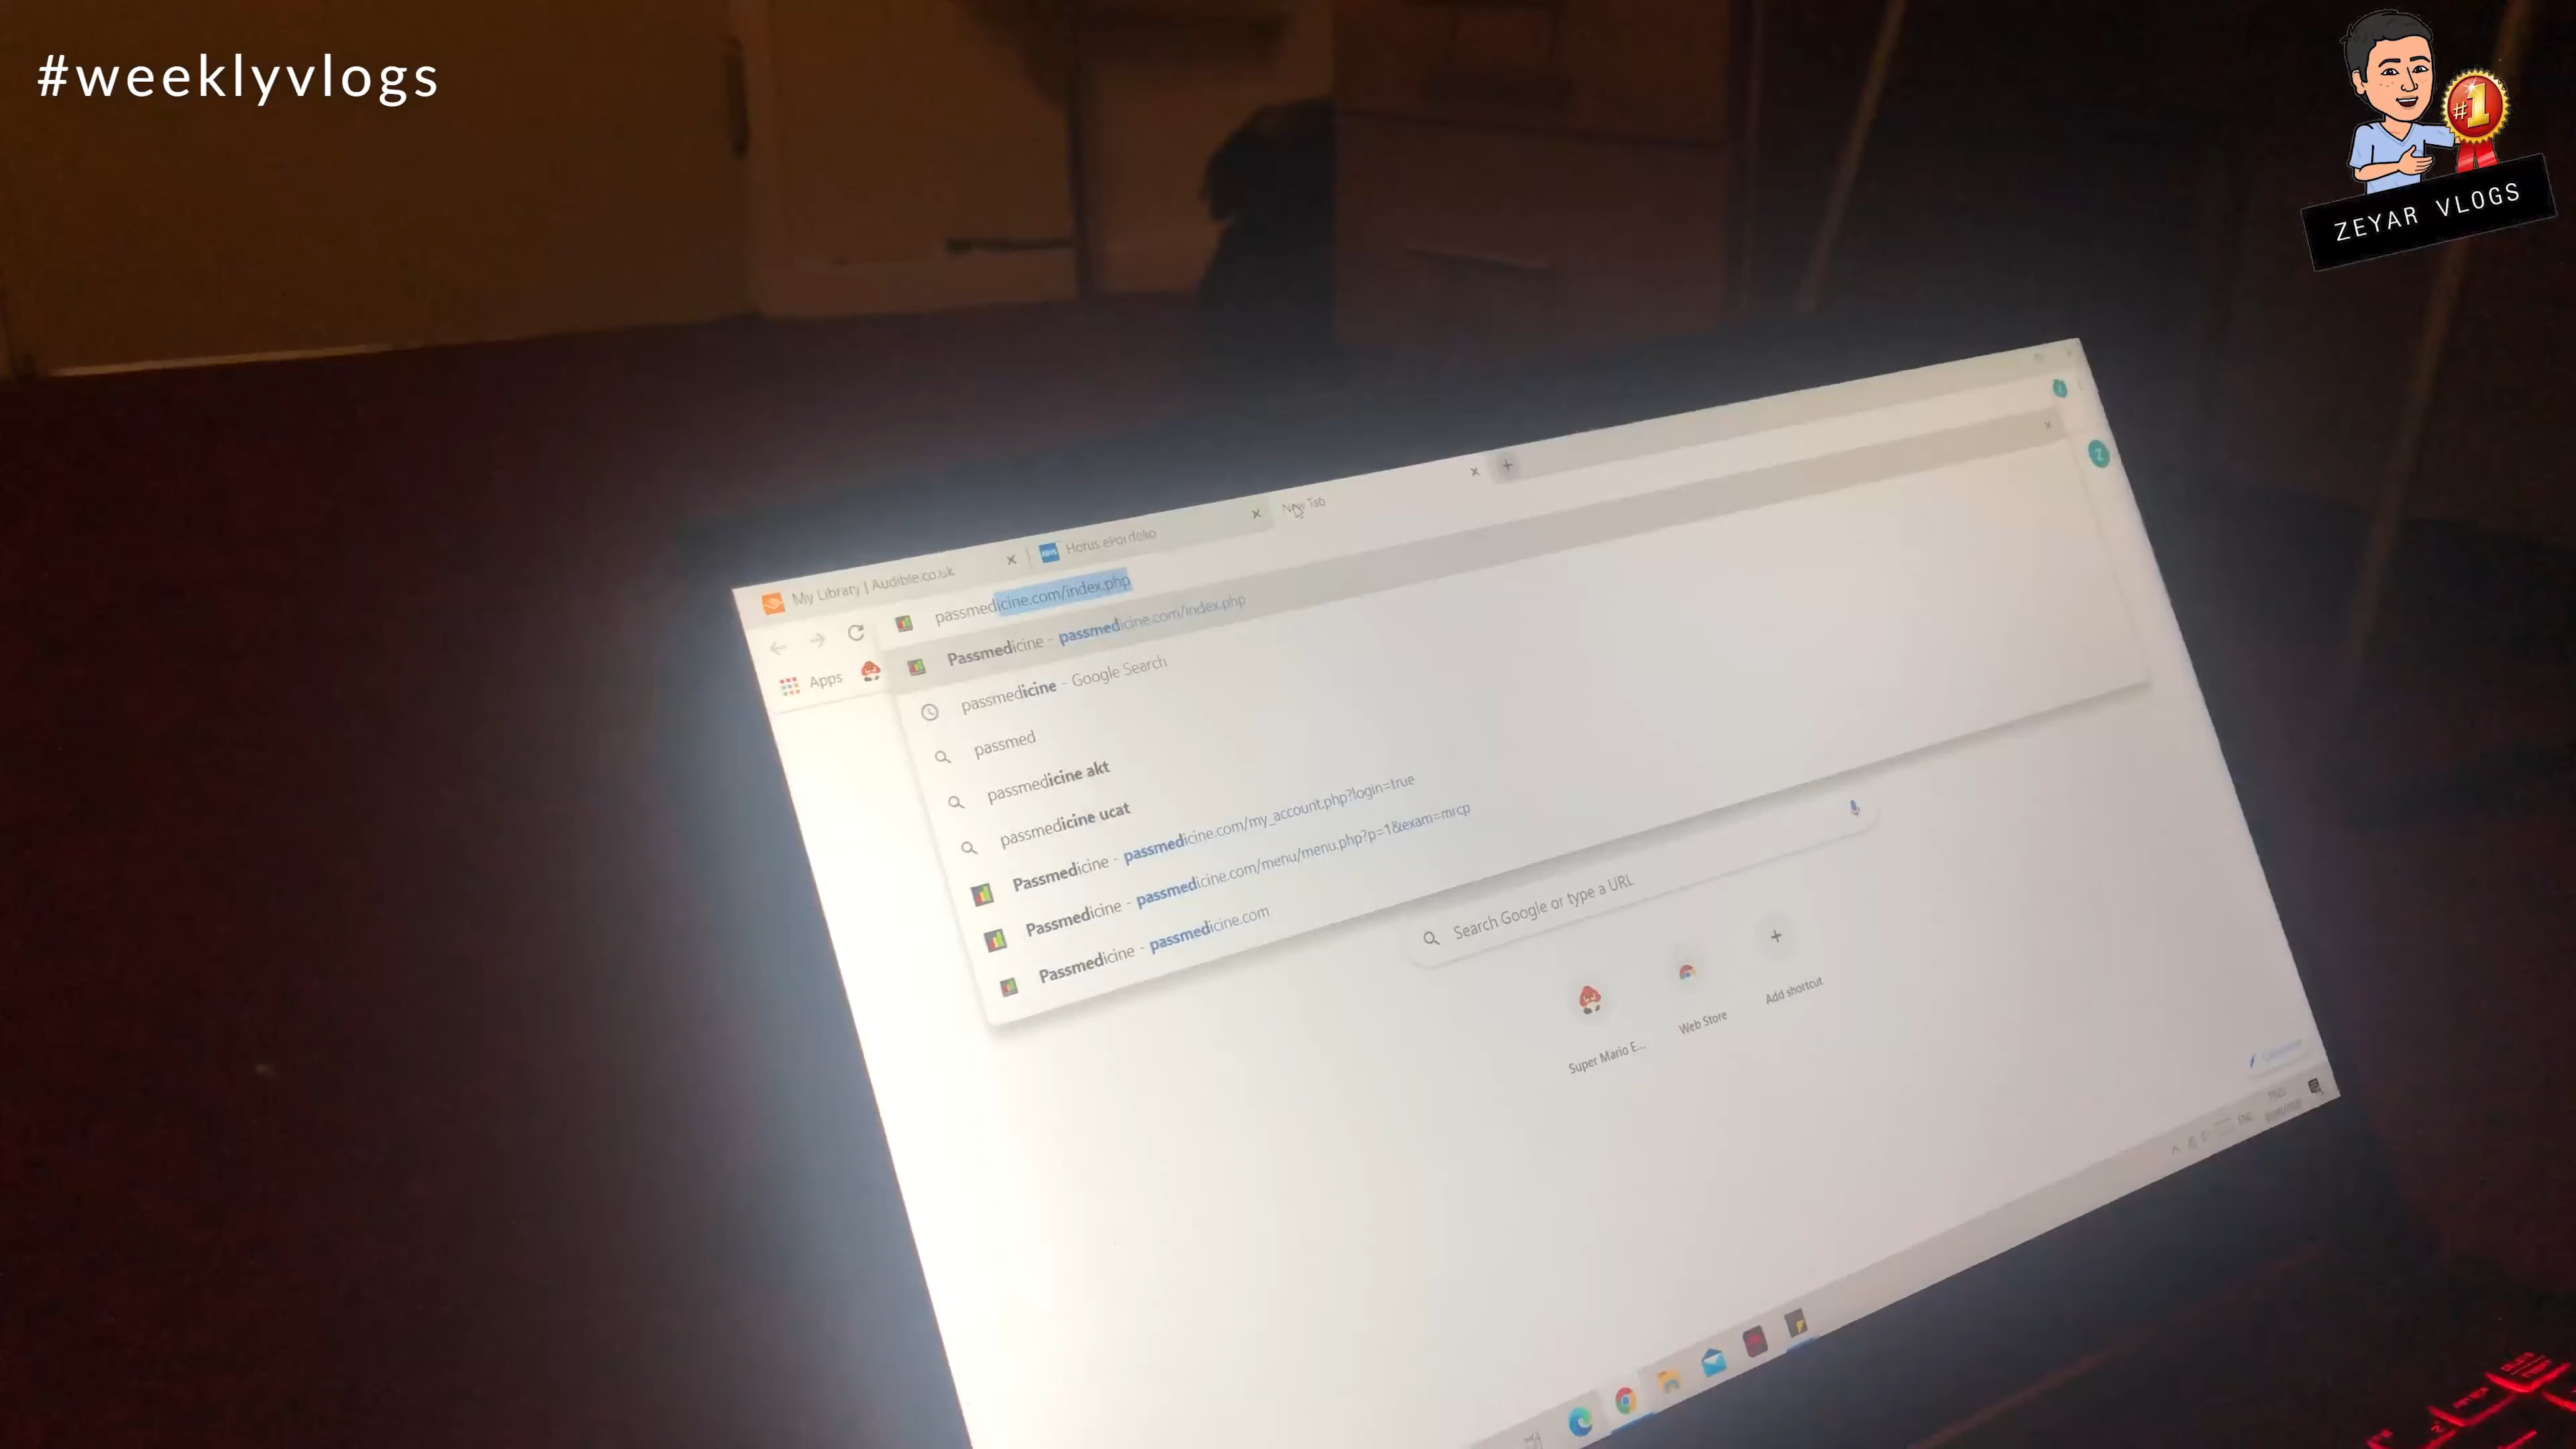 #weeklyvlogs
#1
ZEYAR VLOGS
My Library | Audible.co.uk
Horus ePortfolio
New Tab
passmedicine.com/index.php
Apps
Passmedicine - passmedicine.com/index.php
passmedicine - Google Search
passmed
passmedicine akt
passmedicine ucat
Passmedicine - passmedicine.com/my_account.php?login=true
Passmedicine - passmedicine.com/menu/menu.php?p=1&exam=mrcp
Passmedicine - passmedicine.com
Search Google or type a URL
Super Mario E...
Web Store
Add shortcut
ENG